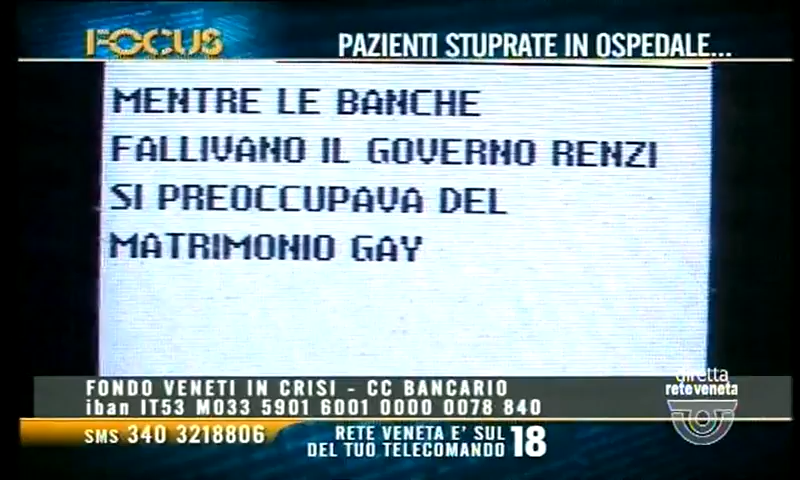 FOCUS
PAZIENTI STUPRATE IN OSPEDALE...
MENTRE LE BANCHE
FALLIVANO IL GOVERNO RENZI
SI PREOCCUPAVA DEL
MATRIMONIO GAY
FONDO VENETI IN CRISI - CC BANCARIO
iban IT53 M033 5901 6001 0000 0078 840
diretta
reteveneta
SMS 340 3218806
RETE VENETA E' SUL
DEL TUO TELECOMANDO 18